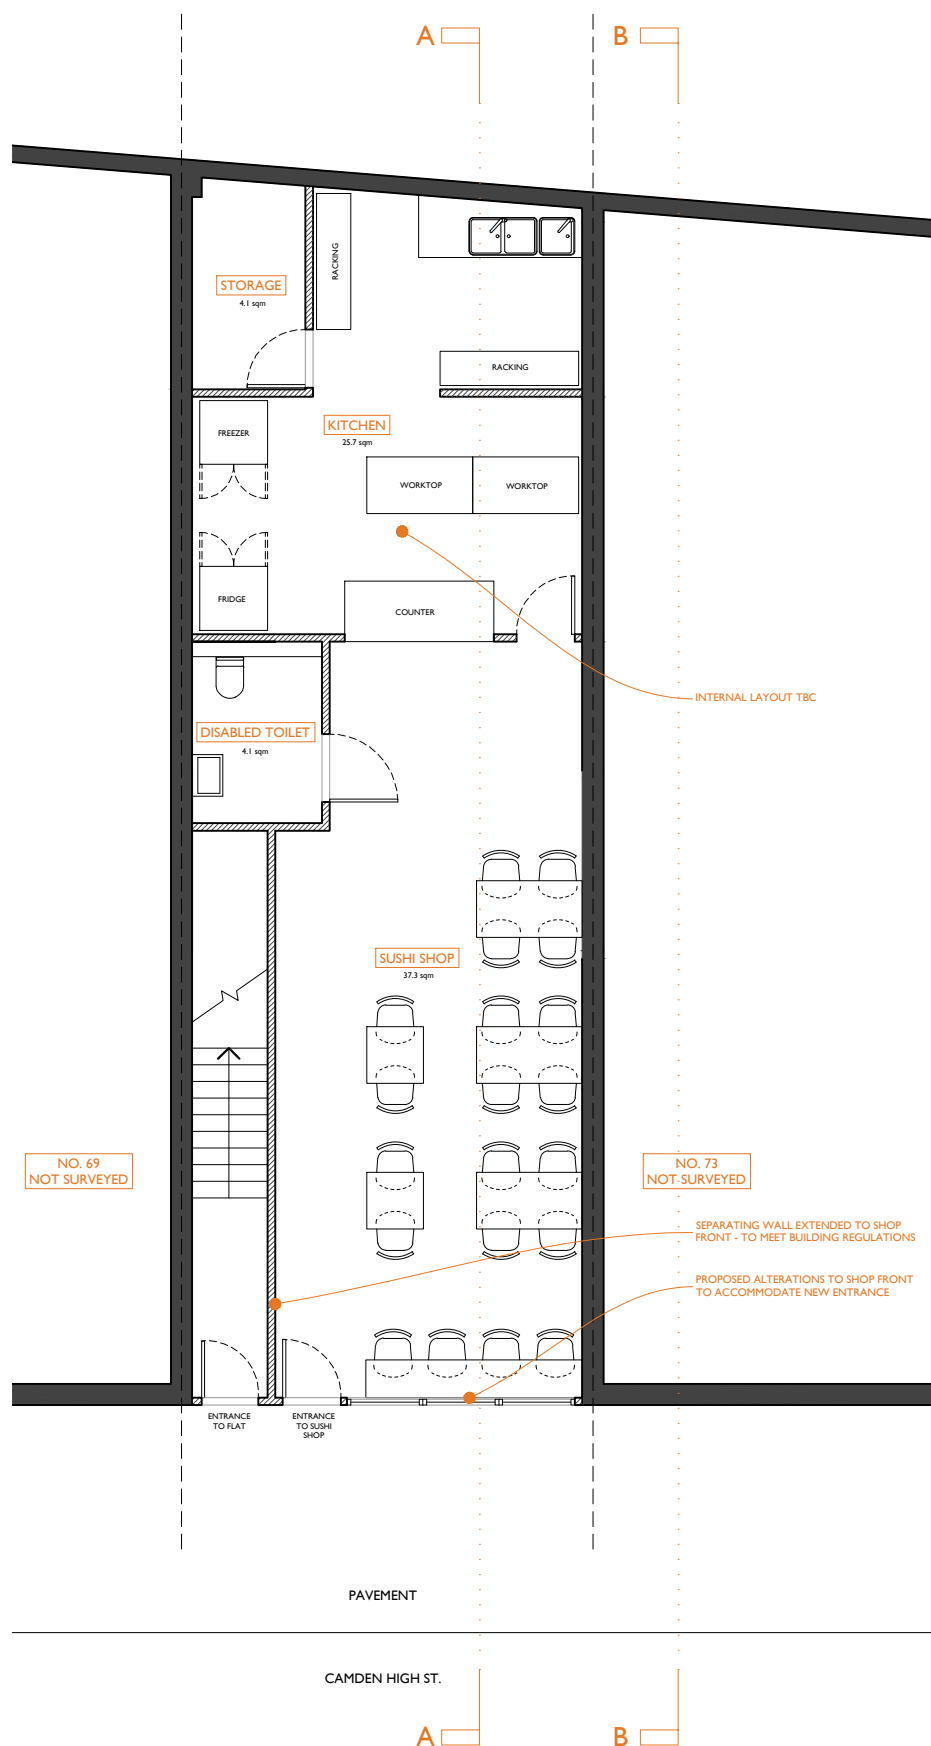 A
B
STORAGE
4.1 sqm
RACKING
RACKING
FREEZER
KITCHEN
25.7 sqm
WORKTOP
WORKTOP
FRIDGE
COUNTER
INTERNAL LAYOUT TBC
DISABLED TOILET
4.1 sqm
SUSHI SHOP
37.3 sqm
NO. 69
NOT SURVEYED
NO. 73
NOT SURVEYED
SEPARATING WALL EXTENDED TO SHOP
FRONT - TO MEET BUILDING REGULATIONS
PROPOSED ALTERATIONS TO SHOP FRONT
TO ACCOMMODATE NEW ENTRANCE
ENTRANCE
TO FLAT
ENTRANCE
TO SUSHI
SHOP
PAVEMENT
CAMDEN HIGH ST.
A
B